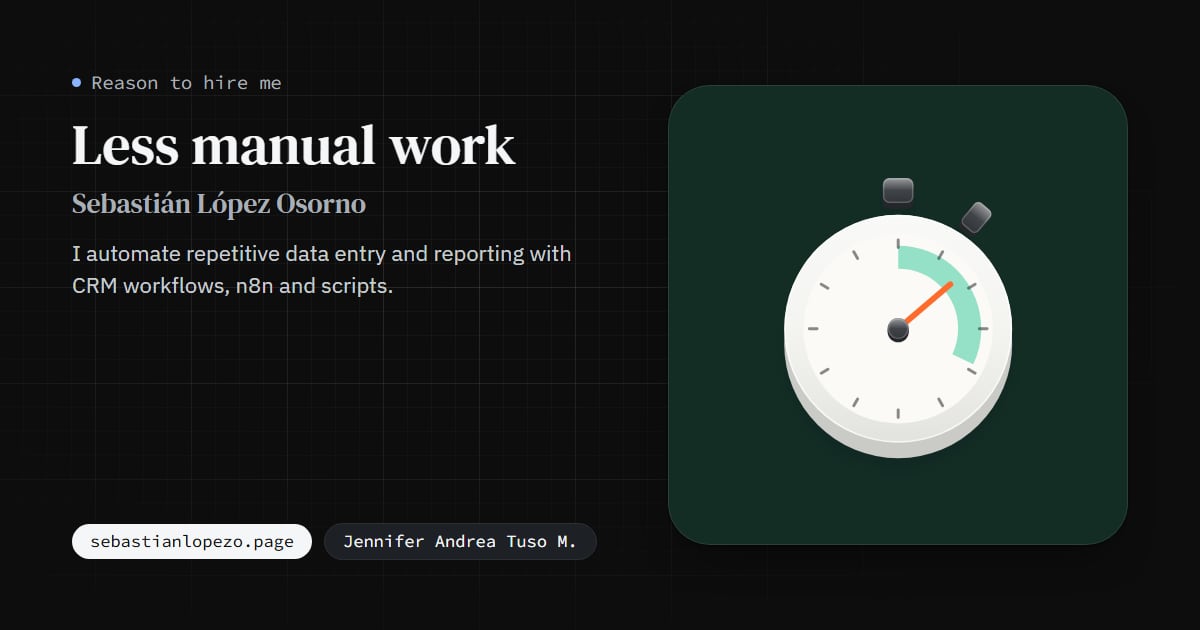 Reason to hire me
Less manual work
Sebastián López Osorno
I automate repetitive data entry and reporting with
CRM workflows, n8n and scripts.
sebastianlopezo.page
Jennifer Andrea Tuso M.